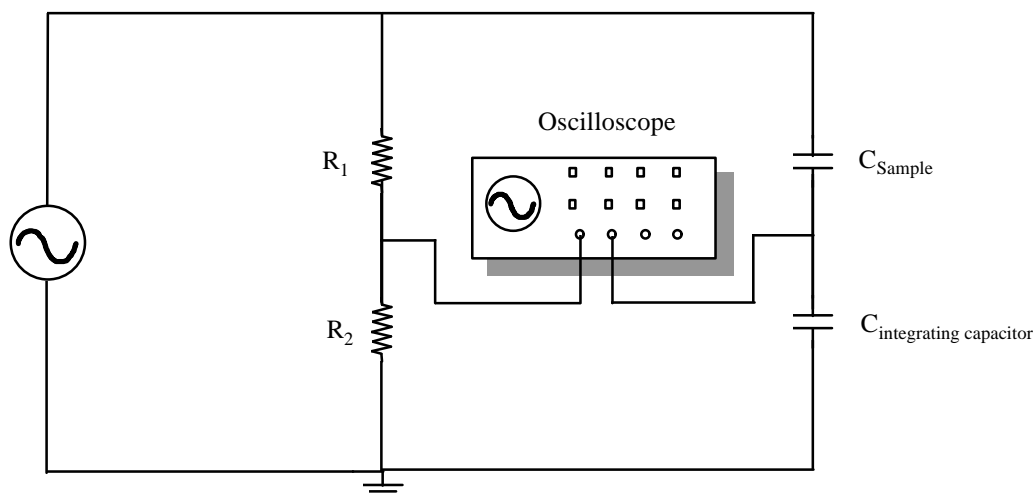 Oscilloscope
R1
CSample
R2
Cintegrating capacitor